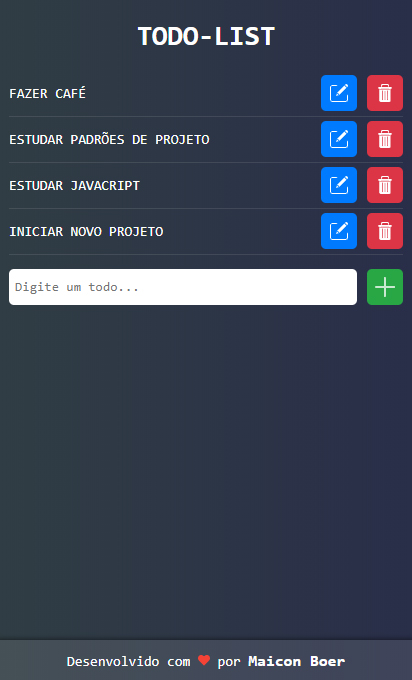 TODO-LIST
FAZER CAFÉ
ESTUDAR PADRÕES DE PROJETO
ESTUDAR JAVACRIPT
INICIAR NOVO PROJETO
Digite um todo...
Desenvolvido com ❤ por Maicon Boer